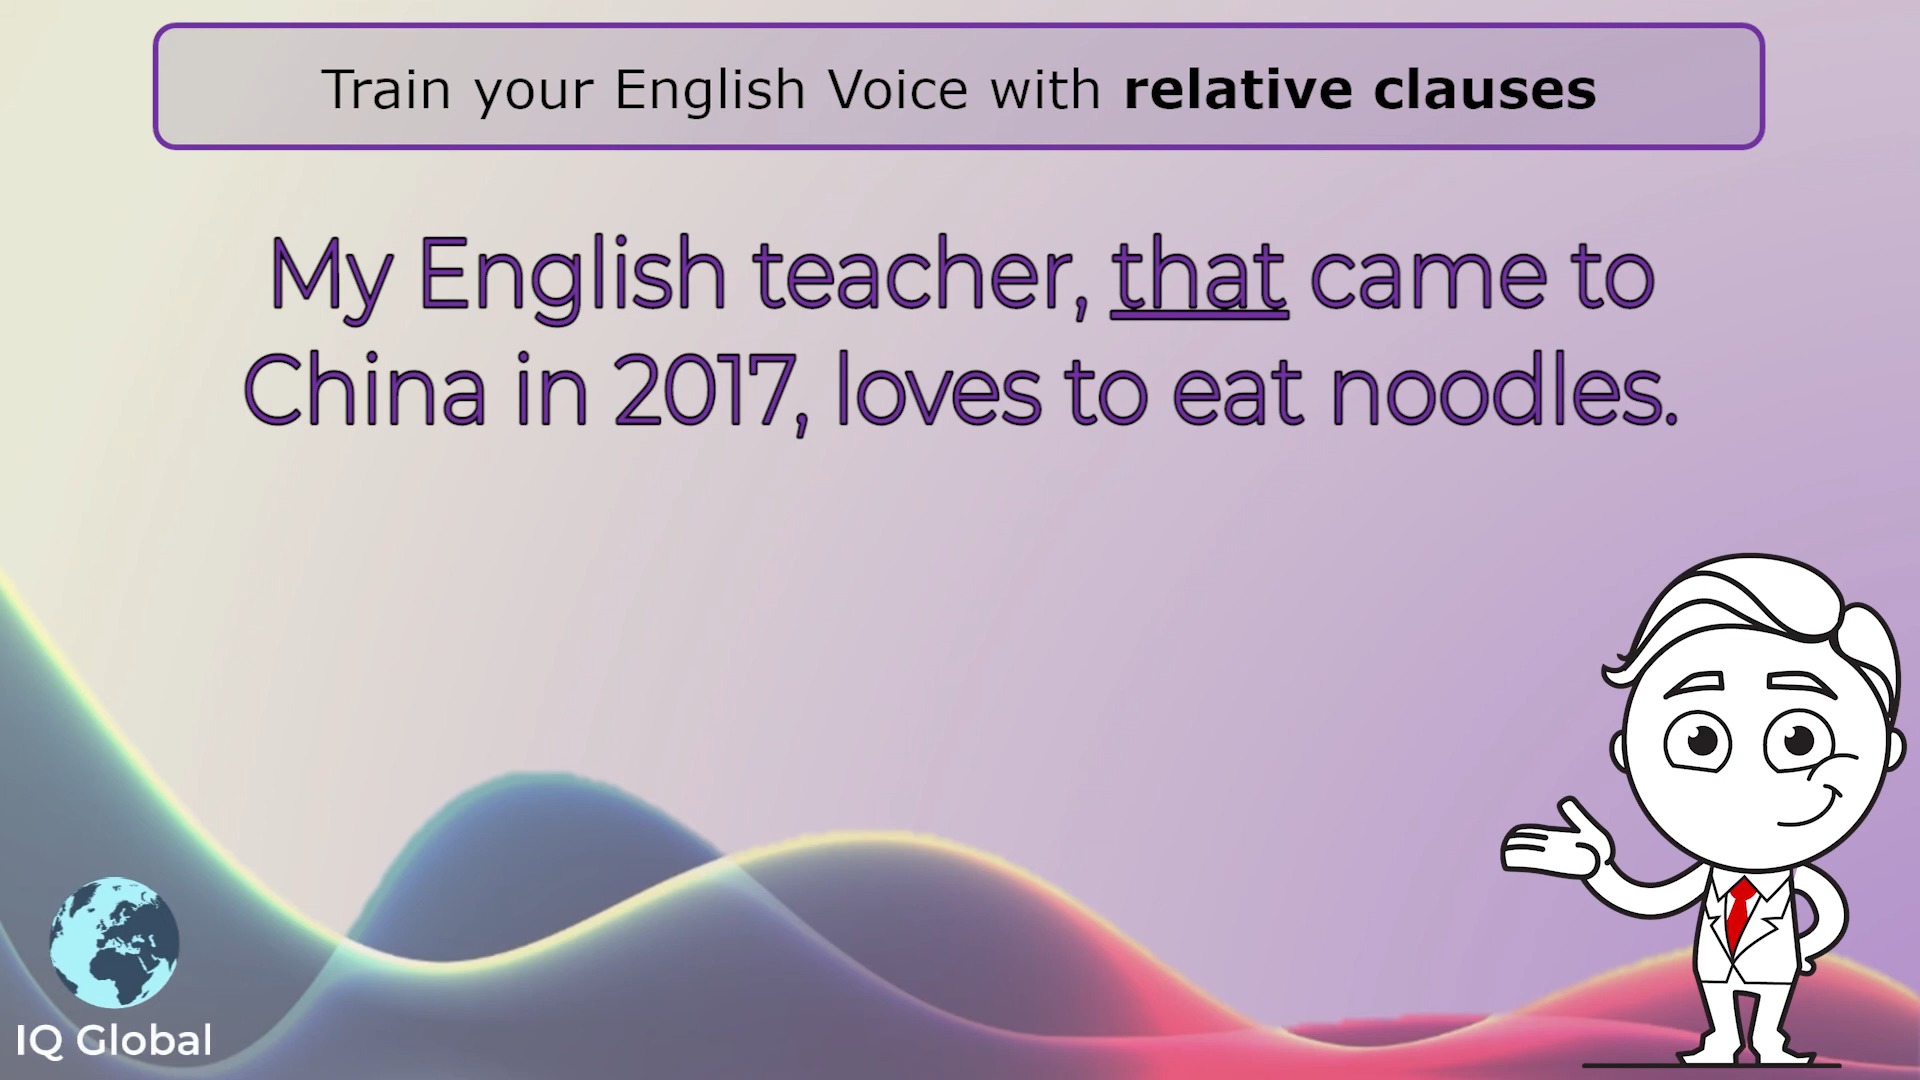 Train your English Voice with relative clauses
My English teacher, that came to
China in 2017, loves to eat noodles.
IQ Global